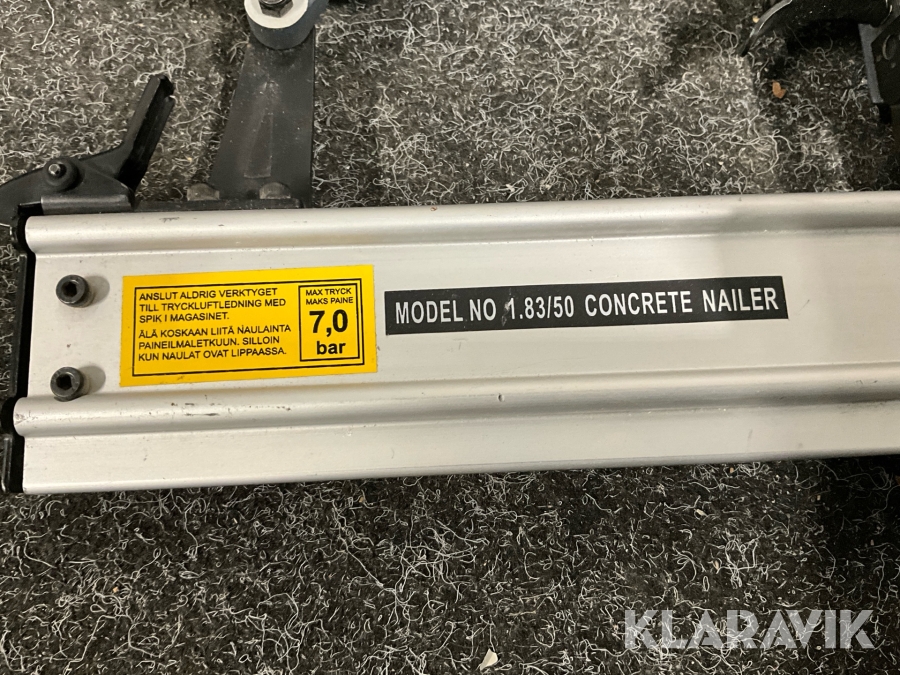 ANSLUT ALDRIG VERKTYGET
TILL TRYCKLUFTLEDNING MED
SPIK I MAGASINET.
ÄLÄ KOSKAAN LIITÄ NAULAINTA
PAINEILMALETKUUN. SILLOIN
KUN NAULAT OVAT LIPPAASSA.
MAX TRYCK
MAKS PAINE
7,0
bar
MODEL NO 1.83/50 CONCRETE NAILER
KLARAVIK